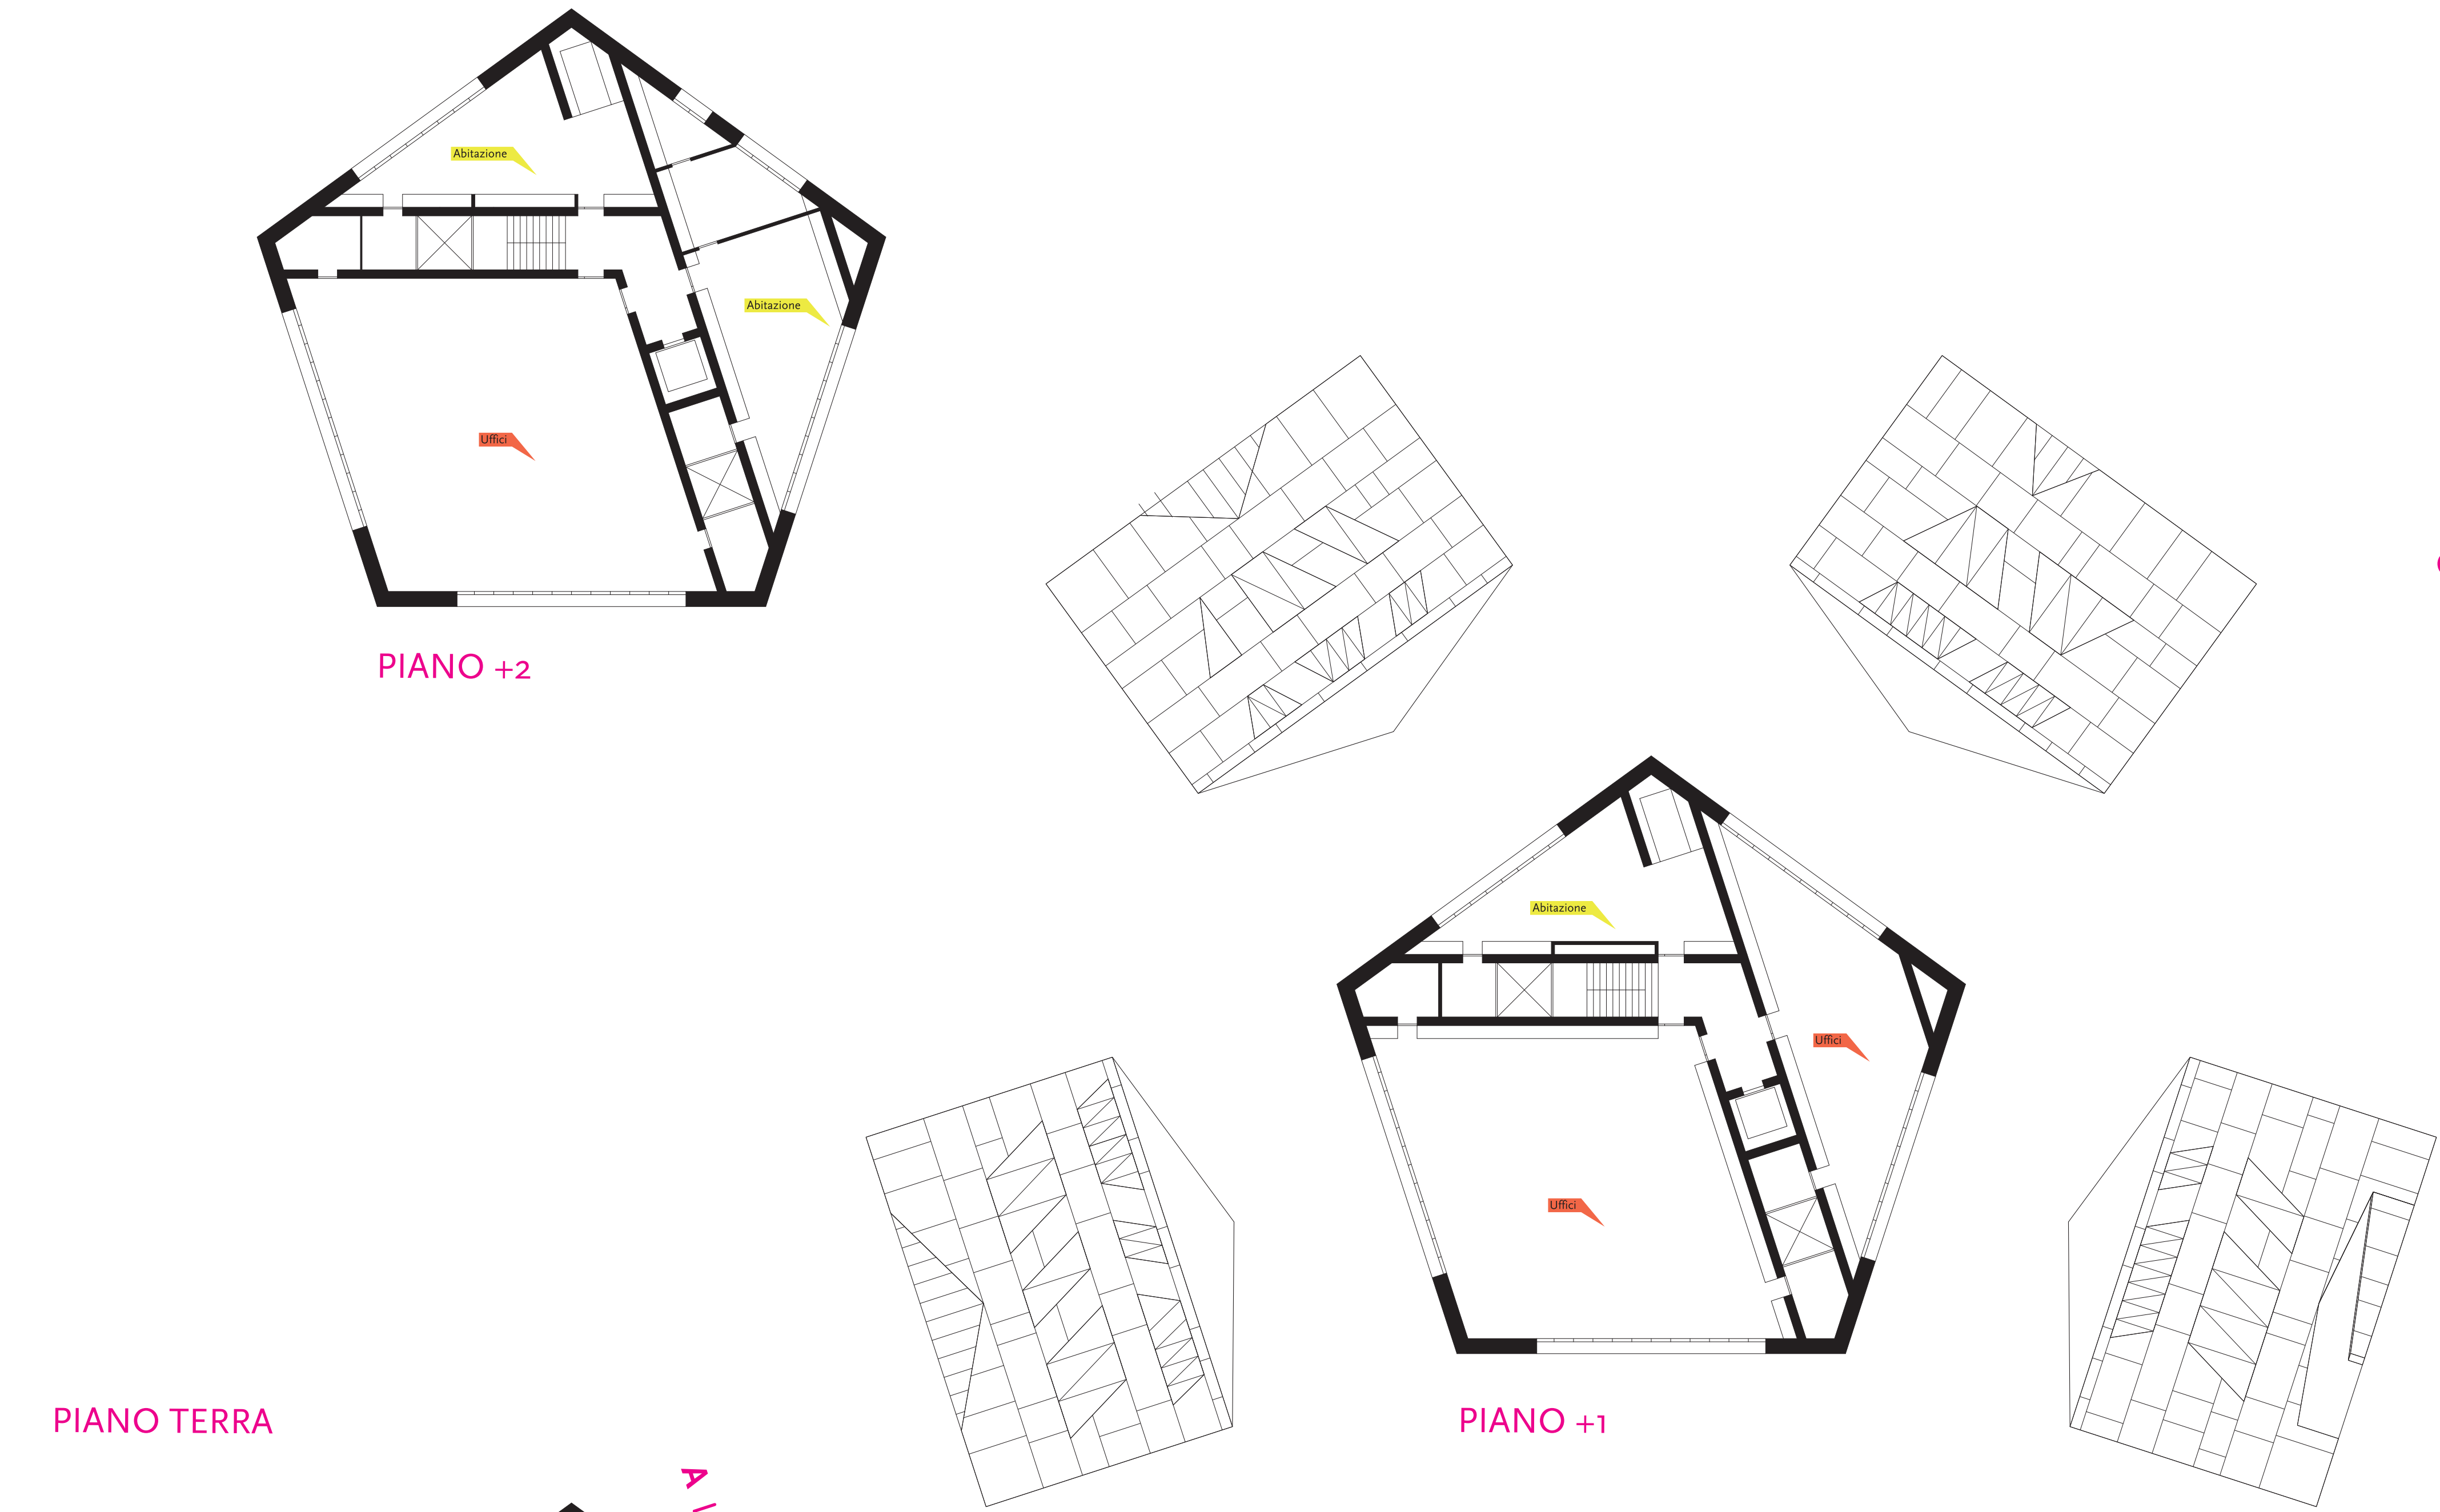 Abitazione
Abitazione
Uffici
PIANO +2
Abitazione
Uffici
Uffici
PIANO TERRA
PIANO +1
A